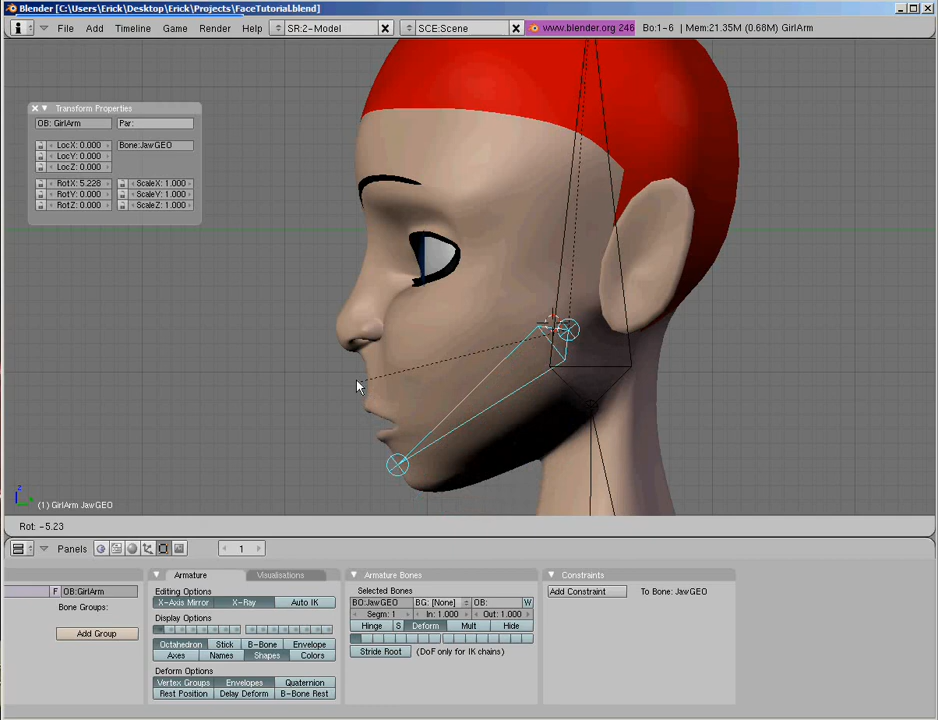 Blender [C:\Users\Erick\Desktop\Erick\Projects\FaceTutorial.blend]
File Add Timeline Game Render Help SR:2-Model SCE:Scene www.blender.org 246 Bo:1-6 | Mem:21.35M (0.68M) GirlArm
Transform Properties
OB: GirlArm Par:
LocX: 0.000 Bone:JawGEO
LocY: 0.000
LocZ: 0.000
RotX: 5.228 ScaleX: 1.000
RotY: 0.000 ScaleY: 1.000
RotZ: 0.000 ScaleZ: 1.000
z
(1) GirlArm JawGEO
Rot: -5.23
Panels 1
F OB:GirlArm
Bone Groups:
Add Group
Armature Visualisations
Editing Options
X-Axis Mirror X-Ray Auto IK
Display Options
Octahedron Stick B-Bone Envelope
Axes Names Shapes Colors
Deform Options
Vertex Groups Envelopes Quaternion
Rest Position Delay Deform B-Bone Rest
Armature Bones
Selected Bones
BO:JawGEO BG: [None] OB: W
Segm: 1 In: 1.000 Out: 1.000
Hinge S Deform Mult Hide
Stride Root (DoF only for IK chains)
Constraints
Add Constraint To Bone: JawGEO